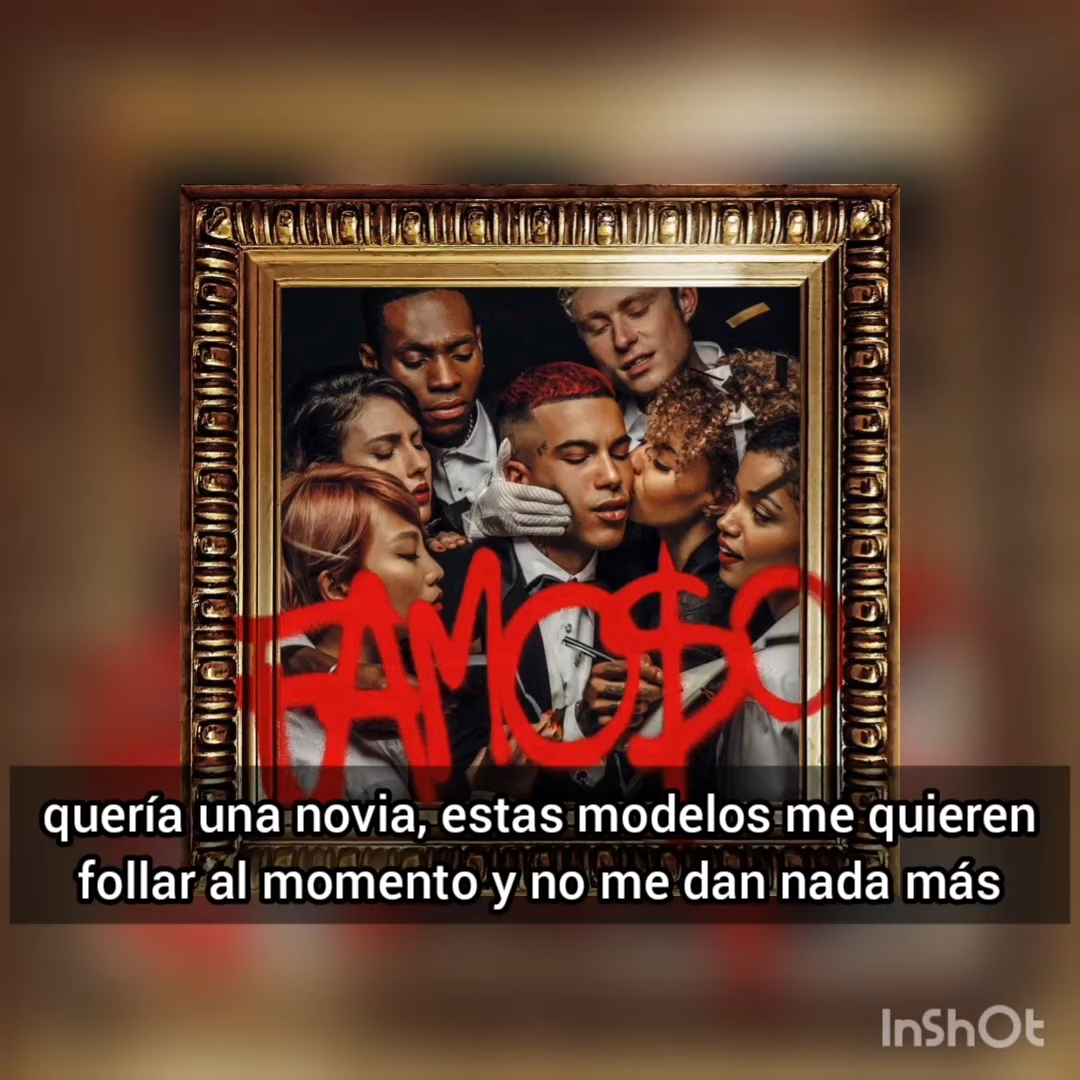 FAMO$O
quería una novia, estas modelos me quieren
follar al momento y no me dan nada más
InShOt